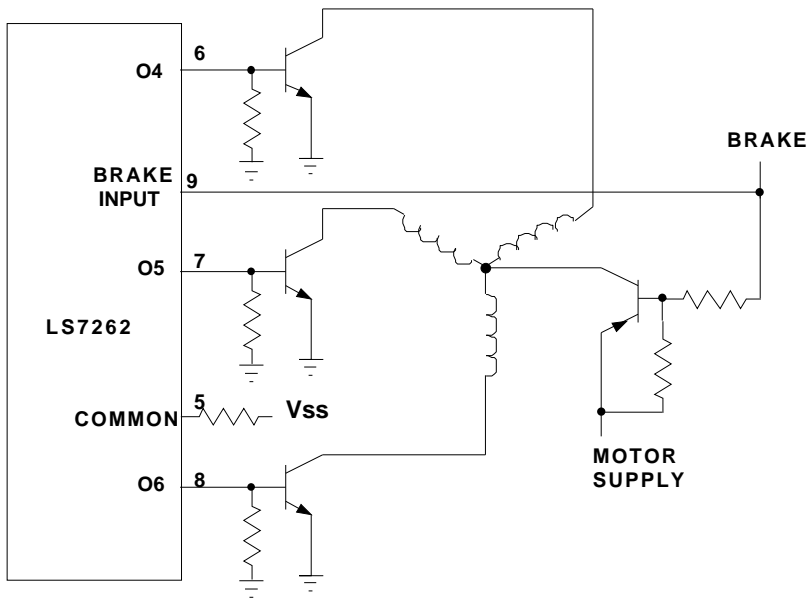 6
O4
BRAKE
BRAKE
INPUT
9
O5
7
LS7262
5
COMMON
Vss
MOTOR
SUPPLY
O6
8